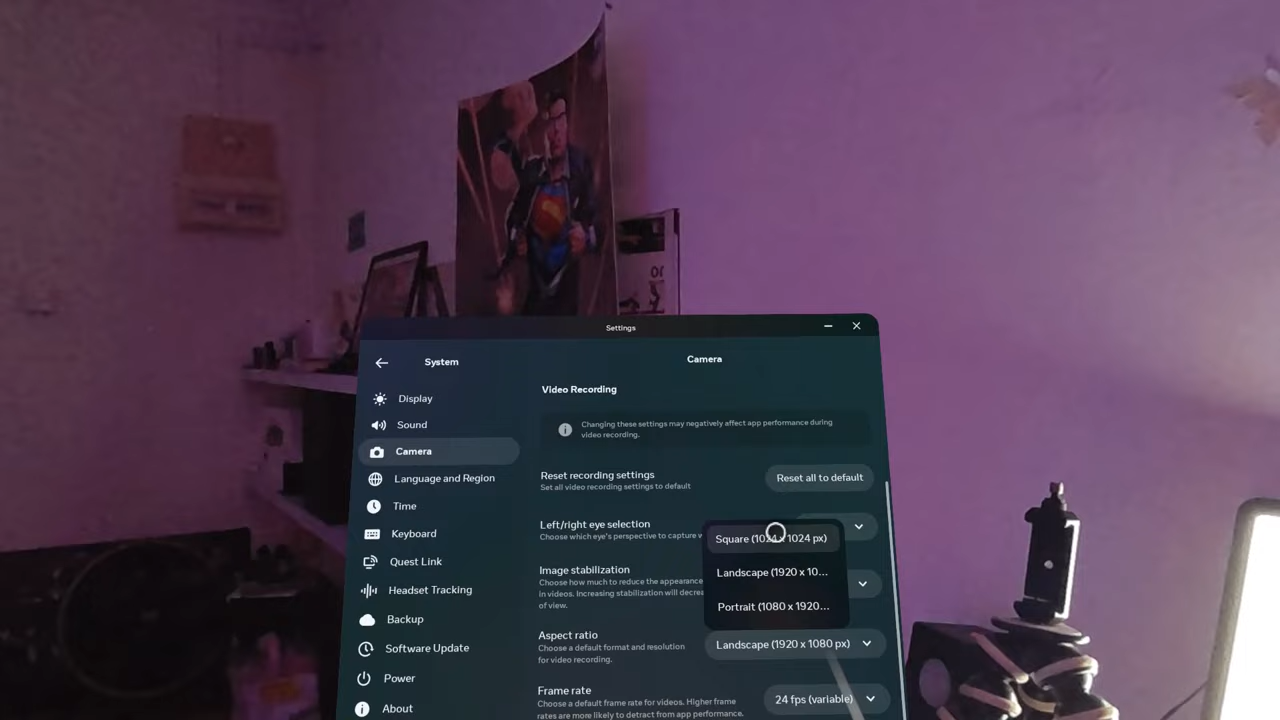 or
Settings
System
Camera
Display
Sound
Camera
Language and Region
Time
Keyboard
Quest Link
Headset Tracking
Backup
Software Update
Power
About
Video Recording
Changing these settings may negatively affect app performance during
video recording.
Reset recording settings
Set all video recording settings to default
Reset all to default
Left/right eye selection
Choose which eye's perspective to capture
Image stabilization
Choose how much to reduce the appearance
in videos. Increasing stabilization will
of view.
Square (1024 x 1024 px)
Landscape (1920 x 10...
Portrait (1080 x 1920...
Aspect ratio
Choose a default format and resolution
for video recording.
Landscape (1920 x 1080 px)
Frame rate
Choose a default frame rate for videos. Higher frame
rates are more likely to detract from app performance.
24 fps (variable)